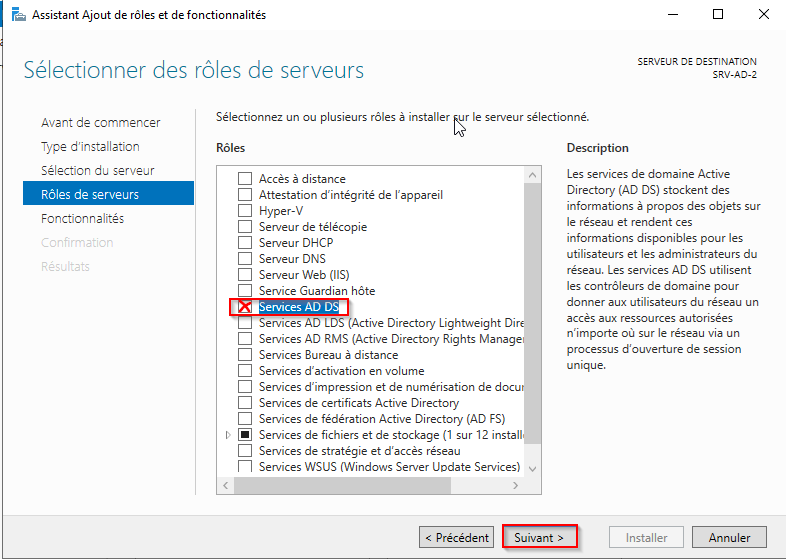 Assistant Ajout de rôles et de fonctionnalités
Sélectionner des rôles de serveurs
SERVEUR DE DESTINATION
SRV-AD-2
Avant de commencer
Type d'installation
Sélection du serveur
Rôles de serveurs
Fonctionnalités
Confirmation
Résultats
Sélectionnez un ou plusieurs rôles à installer sur le serveur sélectionné.
Rôles
Accès à distance
Attestation d'intégrité de l'appareil
Hyper-V
Serveur de télécopie
Serveur DHCP
Serveur DNS
Serveur Web (IIS)
Service Guardian hôte
Services AD DS
Services AD LDS (Active Directory Lightweight Dire
Services AD RMS (Active Directory Rights Manager
Services Bureau à distance
Services d'activation en volume
Services d'impression et de numérisation de docu
Services de certificats Active Directory
Services de fédération Active Directory (AD FS)
Services de fichiers et de stockage (1 sur 12 install
Services de stratégie et d'accès réseau
Services WSUS (Windows Server Update Services)
Description
Les services de domaine Active
Directory (AD DS) stockent des
informations à propos des objets sur
le réseau et rendent ces
informations disponibles pour les
utilisateurs et les administrateurs du
réseau. Les services AD DS utilisent
les contrôleurs de domaine pour
donner aux utilisateurs du réseau un
accès aux ressources autorisées
n'importe où sur le réseau via un
processus d'ouverture de session
unique.
< Précédent
Suivant >
Installer
Annuler